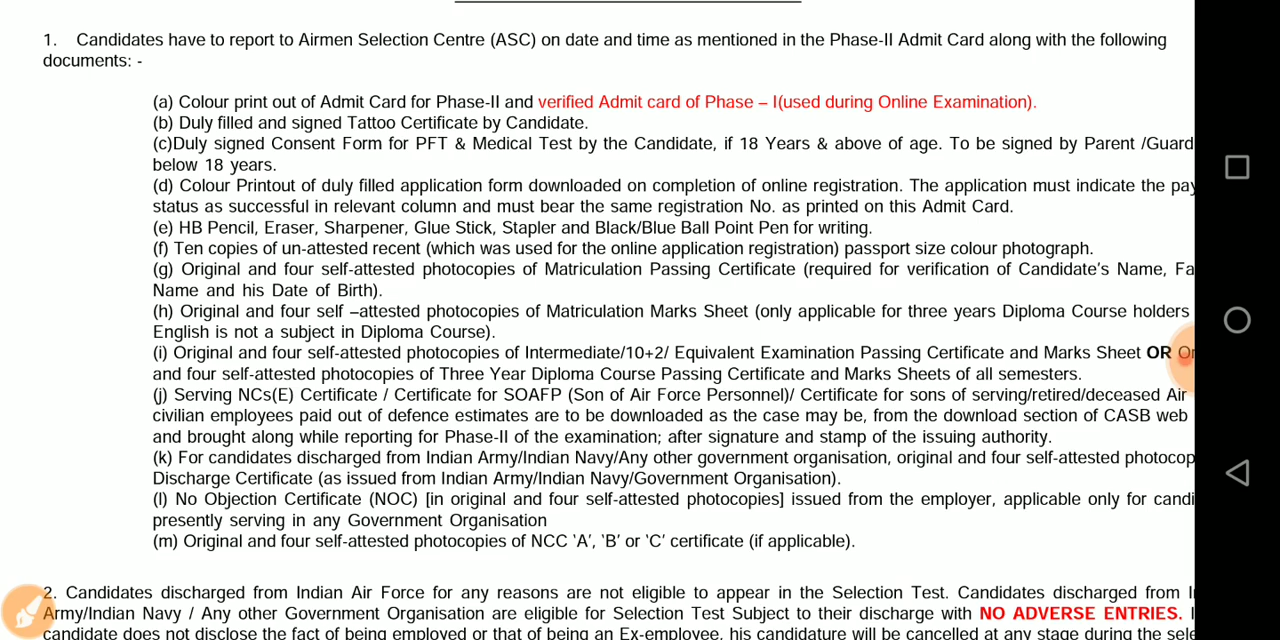 1. Candidates have to report to Airmen Selection Centre (ASC) on date and time as mentioned in the Phase-II Admit Card along with the following
documents: -
(a) Colour print out of Admit Card for Phase-II and verified Admit card of Phase – I(used during Online Examination).
(b) Duly filled and signed Tattoo Certificate by Candidate.
(c)Duly signed Consent Form for PFT & Medical Test by the Candidate, if 18 Years & above of age. To be signed by Parent /Guard
below 18 years.
(d) Colour Printout of duly filled application form downloaded on completion of online registration. The application must indicate the pay
status as successful in relevant column and must bear the same registration No. as printed on this Admit Card.
(e) HB Pencil, Eraser, Sharpener, Glue Stick, Stapler and Black/Blue Ball Point Pen for writing.
(f) Ten copies of un-attested recent (which was used for the online application registration) passport size colour photograph.
(g) Original and four self-attested photocopies of Matriculation Passing Certificate (required for verification of Candidate's Name, Fa
Name and his Date of Birth).
(h) Original and four self –attested photocopies of Matriculation Marks Sheet (only applicable for three years Diploma Course holders
English is not a subject in Diploma Course).
(i) Original and four self-attested photocopies of Intermediate/10+2/ Equivalent Examination Passing Certificate and Marks Sheet OR Or
and four self-attested photocopies of Three Year Diploma Course Passing Certificate and Marks Sheets of all semesters.
(j) Serving NCs(E) Certificate / Certificate for SOAFP (Son of Air Force Personnel)/ Certificate for sons of serving/retired/deceased Air
civilian employees paid out of defence estimates are to be downloaded as the case may be, from the download section of CASB web
and brought along while reporting for Phase-II of the examination; after signature and stamp of the issuing authority.
(k) For candidates discharged from Indian Army/Indian Navy/Any other government organisation, original and four self-attested photocop
Discharge Certificate (as issued from Indian Army/Indian Navy/Government Organisation).
(l) No Objection Certificate (NOC) [in original and four self-attested photocopies] issued from the employer, applicable only for candi
presently serving in any Government Organisation
(m) Original and four self-attested photocopies of NCC 'A', 'B' or 'C' certificate (if applicable).
2. Candidates discharged from Indian Air Force for any reasons are not eligible to appear in the Selection Test. Candidates discharged from I
Army/Indian Navy / Any other Government Organisation are eligible for Selection Test Subject to their discharge with NO ADVERSE ENTRIES. I
candidate does not disclose the fact of being employed or that of being an Ex-employee, his candidature will be cancelled at any stage during the sel